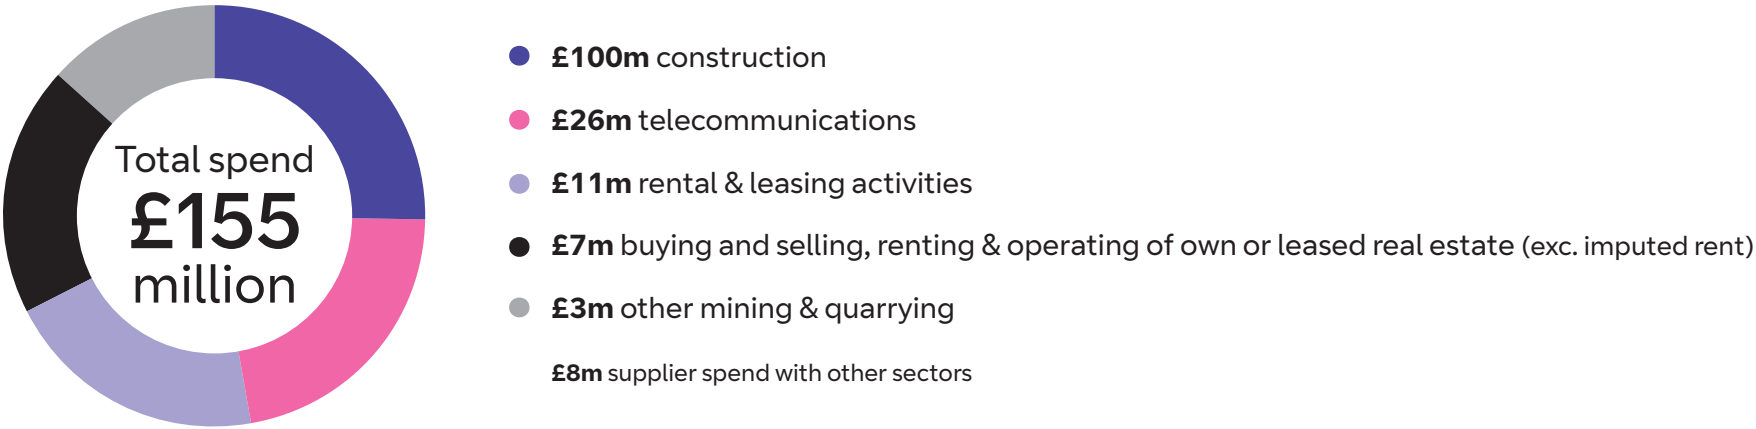 Total spend
£155
million
£100m construction
£26m telecommunications
£11m rental & leasing activities
£7m buying and selling, renting & operating of own or leased real estate (exc. imputed rent)
£3m other mining & quarrying
£8m supplier spend with other sectors